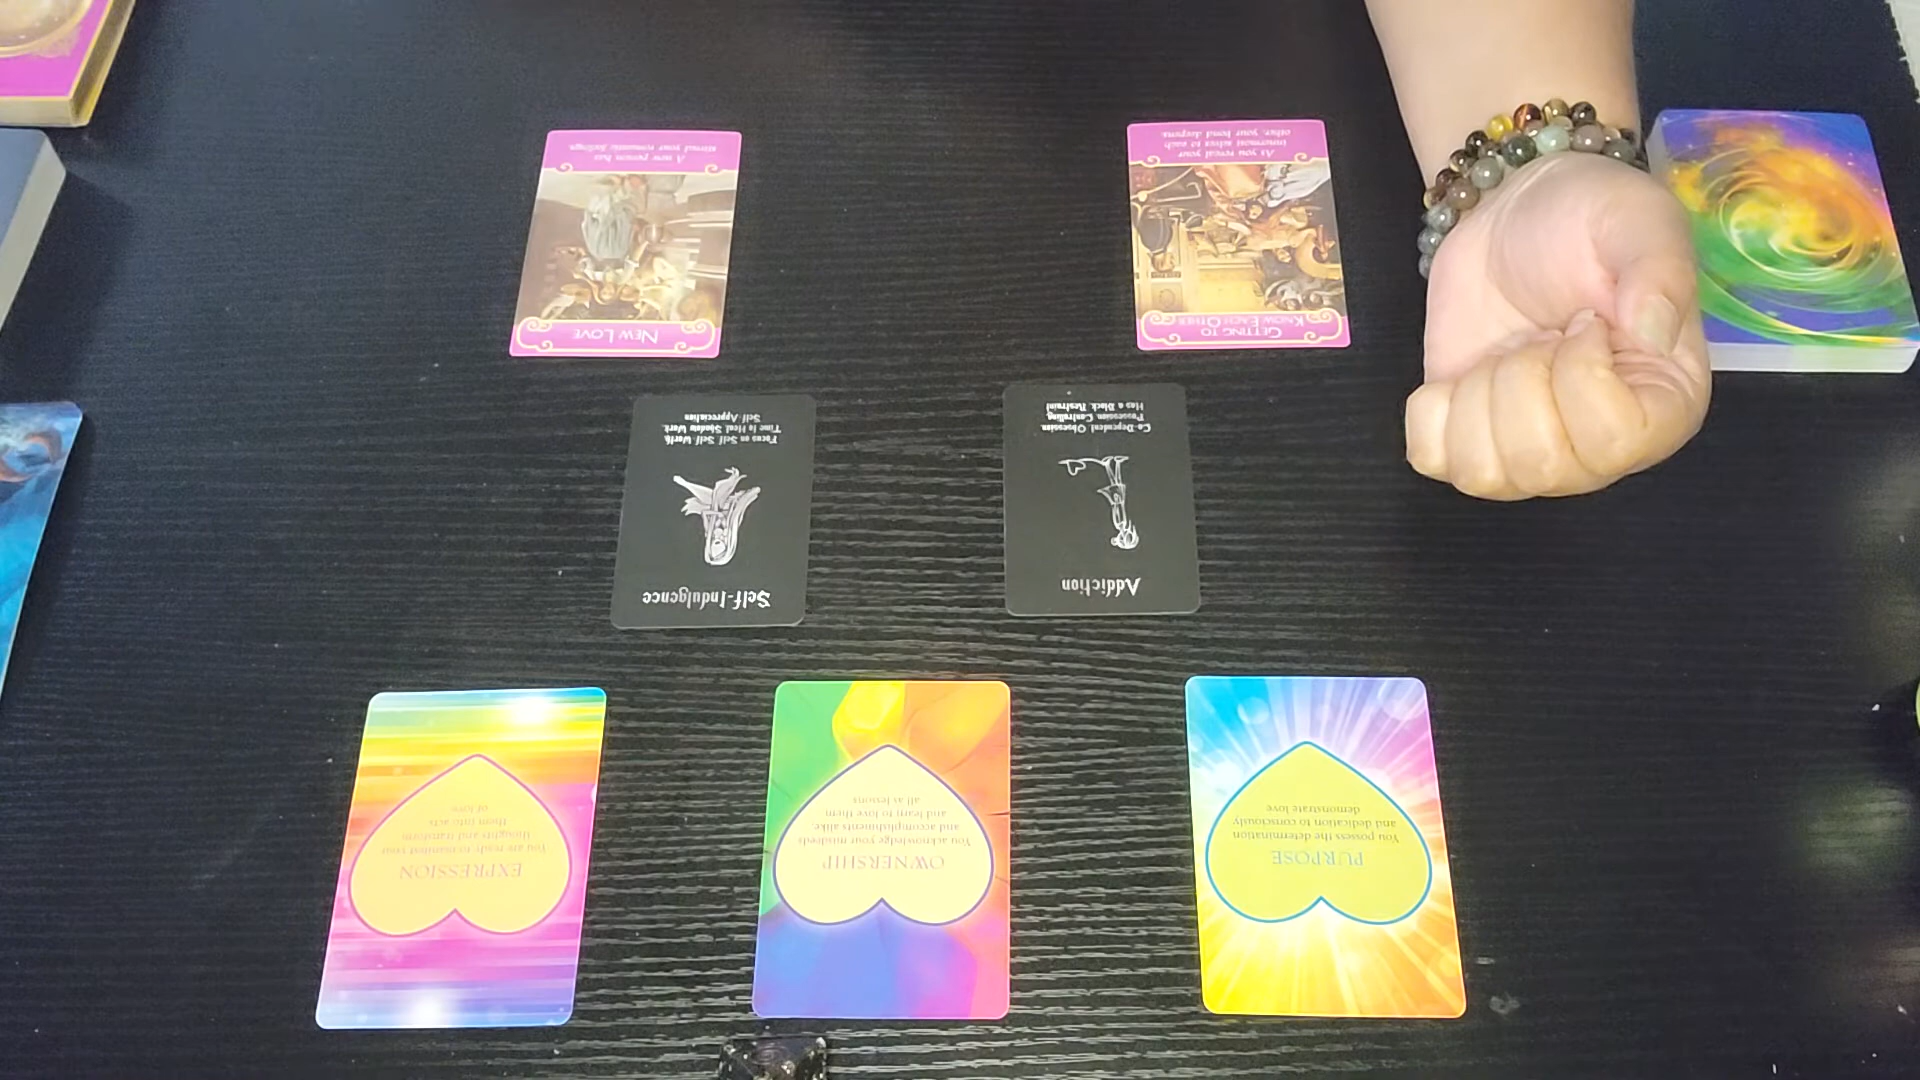 A new person has
stirred your romantic feelings.
NEW LOVE
As you reveal your
innermost selves to each
other, your bond deepens.
GETTING TO
KNOW EACH OTHER
Focus on Self. Self-Worth.
Time to Heal. Shadow Work.
Self-Appreciation
Self-Indulgence
Co-Dependent. Obsession.
Possession. Controlling.
Has a Block. Restraint
Addiction
EXPRESSION
You are ready to manifest your
thoughts and transform
them into acts
of love
OWNERSHIP
You acknowledge your misdeeds
and accomplishments alike
and learn to love them
all as lessons
PURPOSE
You possess the determination
and dedication to consciously
demonstrate love